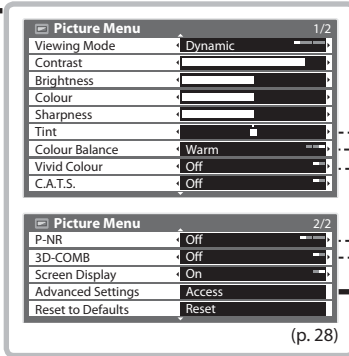 Picture Menu 1/2
Viewing Mode Dynamic
Contrast
Brightness
Colour
Sharpness
Tint
Colour Balance Warm
Vivid Colour Off
C.A.T.S. Off
Picture Menu 2/2
P-NR Off
3D-COMB Off
Screen Display On
Advanced Settings Access
Reset to Defaults Reset
(p. 28)